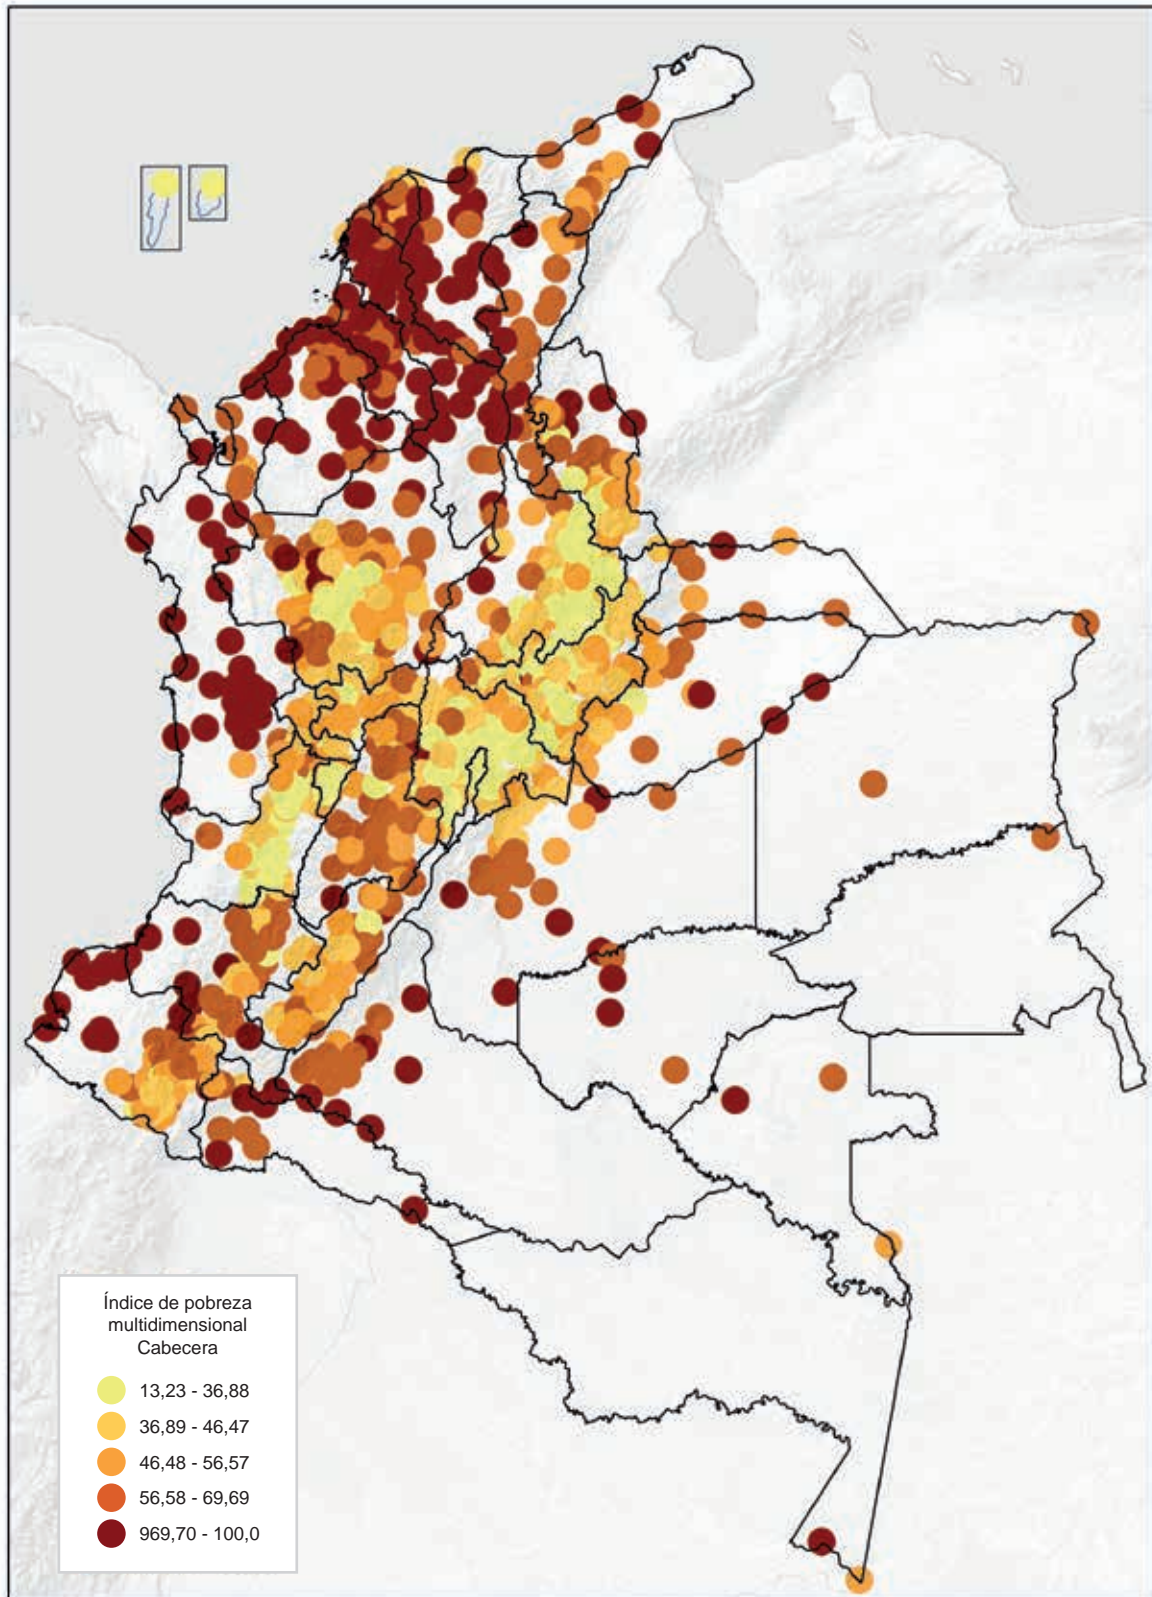 Índice de pobreza
multidimensional
Cabecera
13,23 - 36,88
36,89 - 46,47
46,48 - 56,57
56,58 - 69,69
969,70 - 100,0